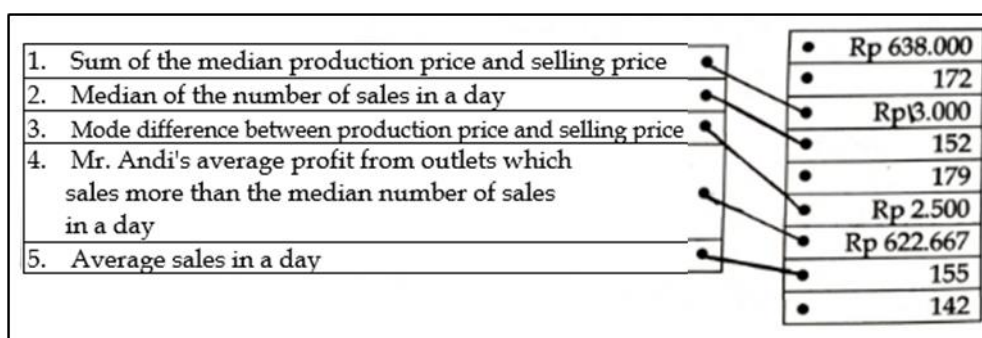 1. Sum of the median production price and selling price
2. Median of the number of sales in a day
3. Mode difference between production price and selling price
4. Mr. Andi's average profit from outlets which
sales more than the median number of sales
in a day
5. Average sales in a day
Rp 638.000
172
Rp13.000
152
179
Rp 2.500
Rp 622.667
155
142